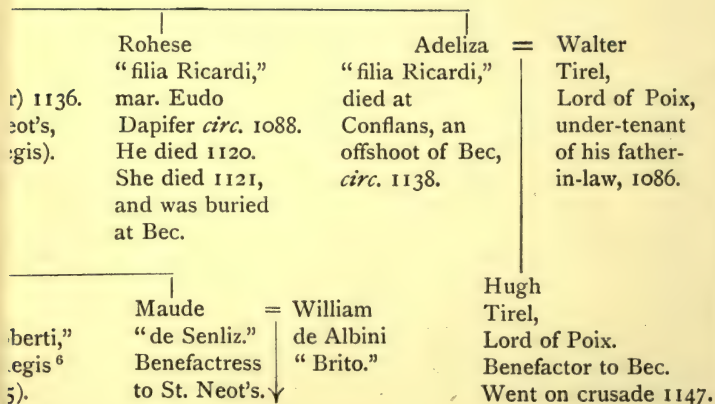 Rohese
"filia Ricardi,"
mar. Eudo
Dapifer circ. 1088.
He died 1120.
She died 1121,
and was buried
at Bec.
Adeliza = Walter
"filia Ricardi,"
died at
Conflans, an
offshoot of Bec,
circ. 1138.
Tirel,
Lord of Poix,
under-tenant
of his father-
in-law, 1086.
r) 1136.
eot's,
egis).
berti,"
egis 6
5).
Maude = William
"de Senliz."
Benefactress
to St. Neot's.
de Albini
"Brito."
Hugh
Tirel,
Lord of Poix.
Benefactor to Bec.
Went on crusade 1147.